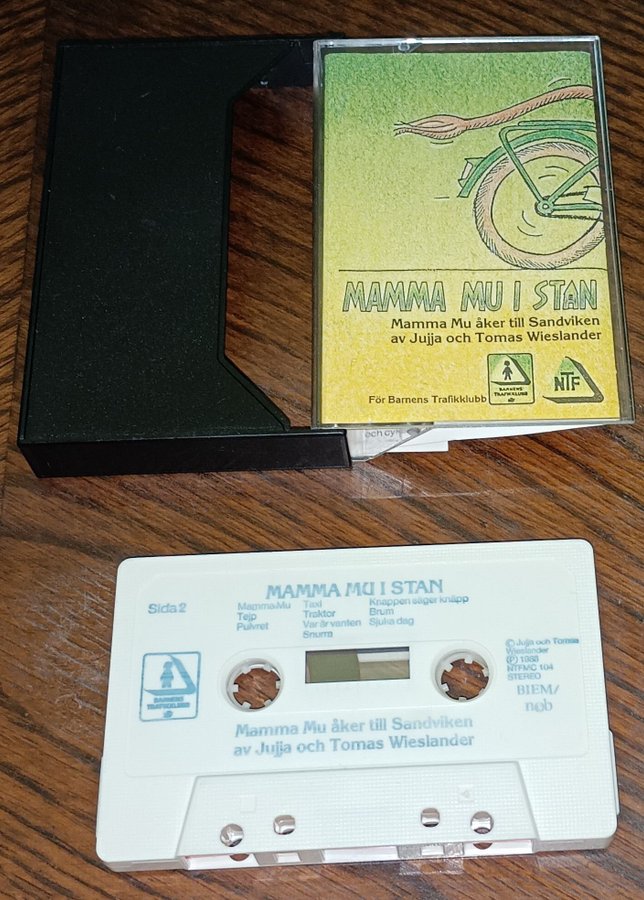 MAMMA MU I STAN
Mamma Mu åker till Sandviken
av Jujja och Tomas Wieslander
För Barnens Trafikklubb
BARNENS
TRAFIKKLUBB
NTF
och cyk
MAMMA MU I STAN
Sida 2
Mamma Mu
Tejp
Pulvret
Taxi
Traktor
Var är vanten
Snurra
Knappen säger knäpp
Brum
Sjuka dag
© Jujja och Tomas
Wieslander
(P) 1988
NTFMC 104
STEREO
BIEM/
ncb
BARNENS
TRAFIKKLUBB
Mamma Mu åker till Sandviken
av Jujja och Tomas Wieslander